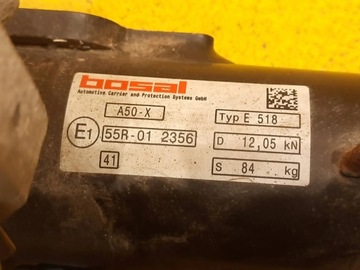 bosal
Automotive Carrier and Protection Systems GmbH
A50-X
Typ E 518
E1 55R-01 2356
D 12,05 kN
41
S 84 kg